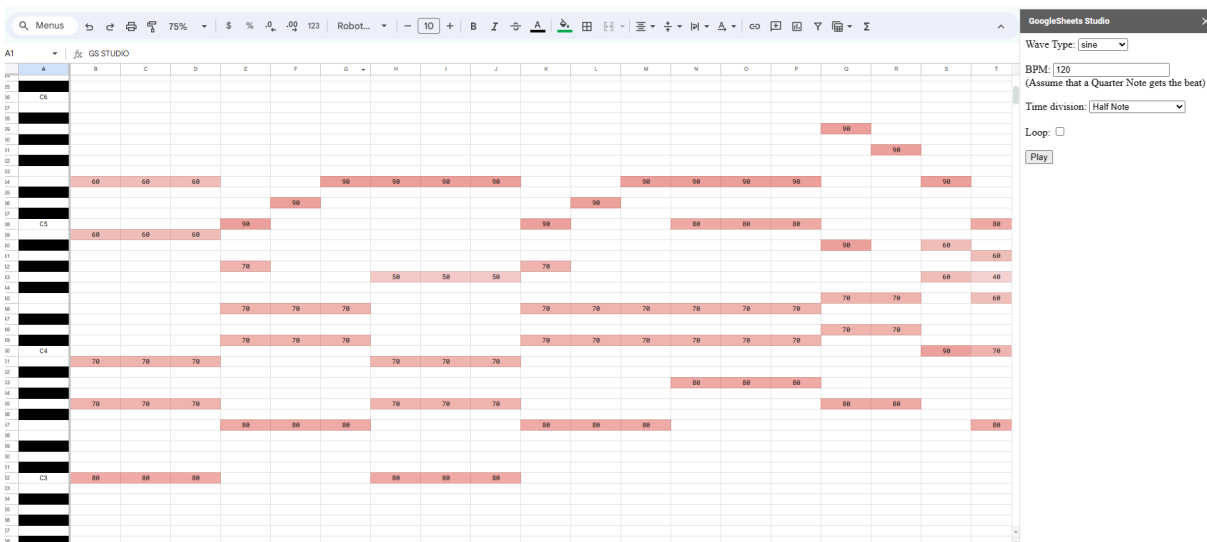 Menus 75% $ % .0 .00 123 Robot... − 10 + B I A A Σ
A1 fx GS STUDIO
A B C D E F G H I J K L M N O P Q R S T
C6
90
90
60 60 60 90 90 90 90 90 90 90 90 90
90 90
C5 90 90 80 80 80 80
60 60 60
90 60
60
70 70
50 50 50 60 40
70 70 60
70 70 70 70 70 70 70 70 70
70 70
70 70 70 70 70 70 70 70 70
C4 90 70
70 70 70 70 70 70
80 80 80
70 70 70 70 70 70 80 80
80 80 80 80 80 80 80
C3 80 80 80 80 80 80
GoogleSheets Studio
Wave Type: sine
BPM: 120
(Assume that a Quarter Note gets the beat)
Time division: Half Note
Loop:
Play